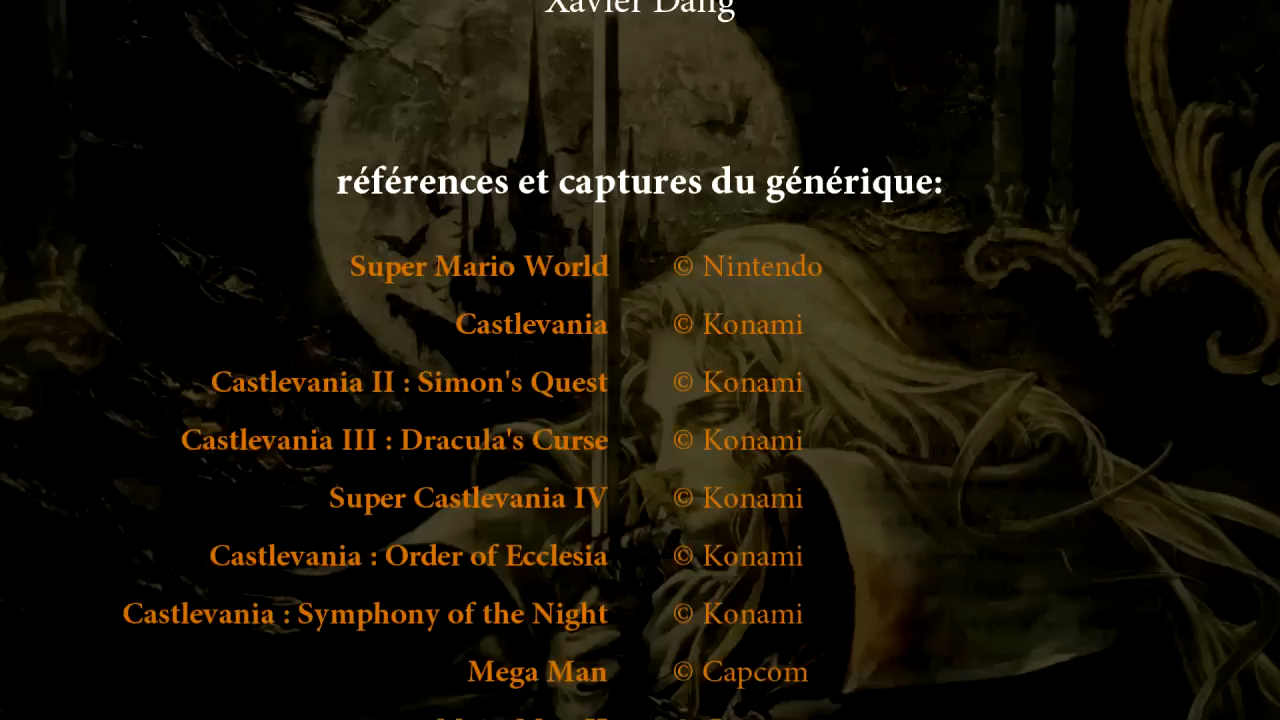 Xavier Dang
références et captures du générique:
Super Mario World © Nintendo
Castlevania © Konami
Castlevania II : Simon's Quest © Konami
Castlevania III : Dracula's Curse © Konami
Super Castlevania IV © Konami
Castlevania : Order of Ecclesia © Konami
Castlevania : Symphony of the Night © Konami
Mega Man © Capcom